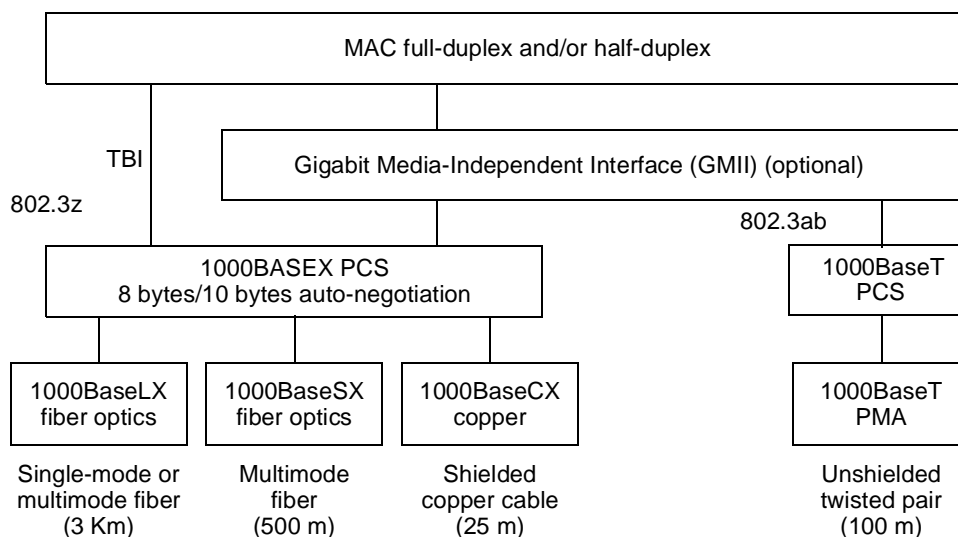 MAC full-duplex and/or half-duplex
TBI
Gigabit Media-Independent Interface (GMII) (optional)
802.3z
802.3ab
1000BASEX PCS
8 bytes/10 bytes auto-negotiation
1000BaseT
PCS
1000BaseLX
fiber optics
1000BaseSX
fiber optics
1000BaseCX
copper
1000BaseT
PMA
Single-mode or
multimode fiber
(3 Km)
Multimode
fiber
(500 m)
Shielded
copper cable
(25 m)
Unshielded
twisted pair
(100 m)